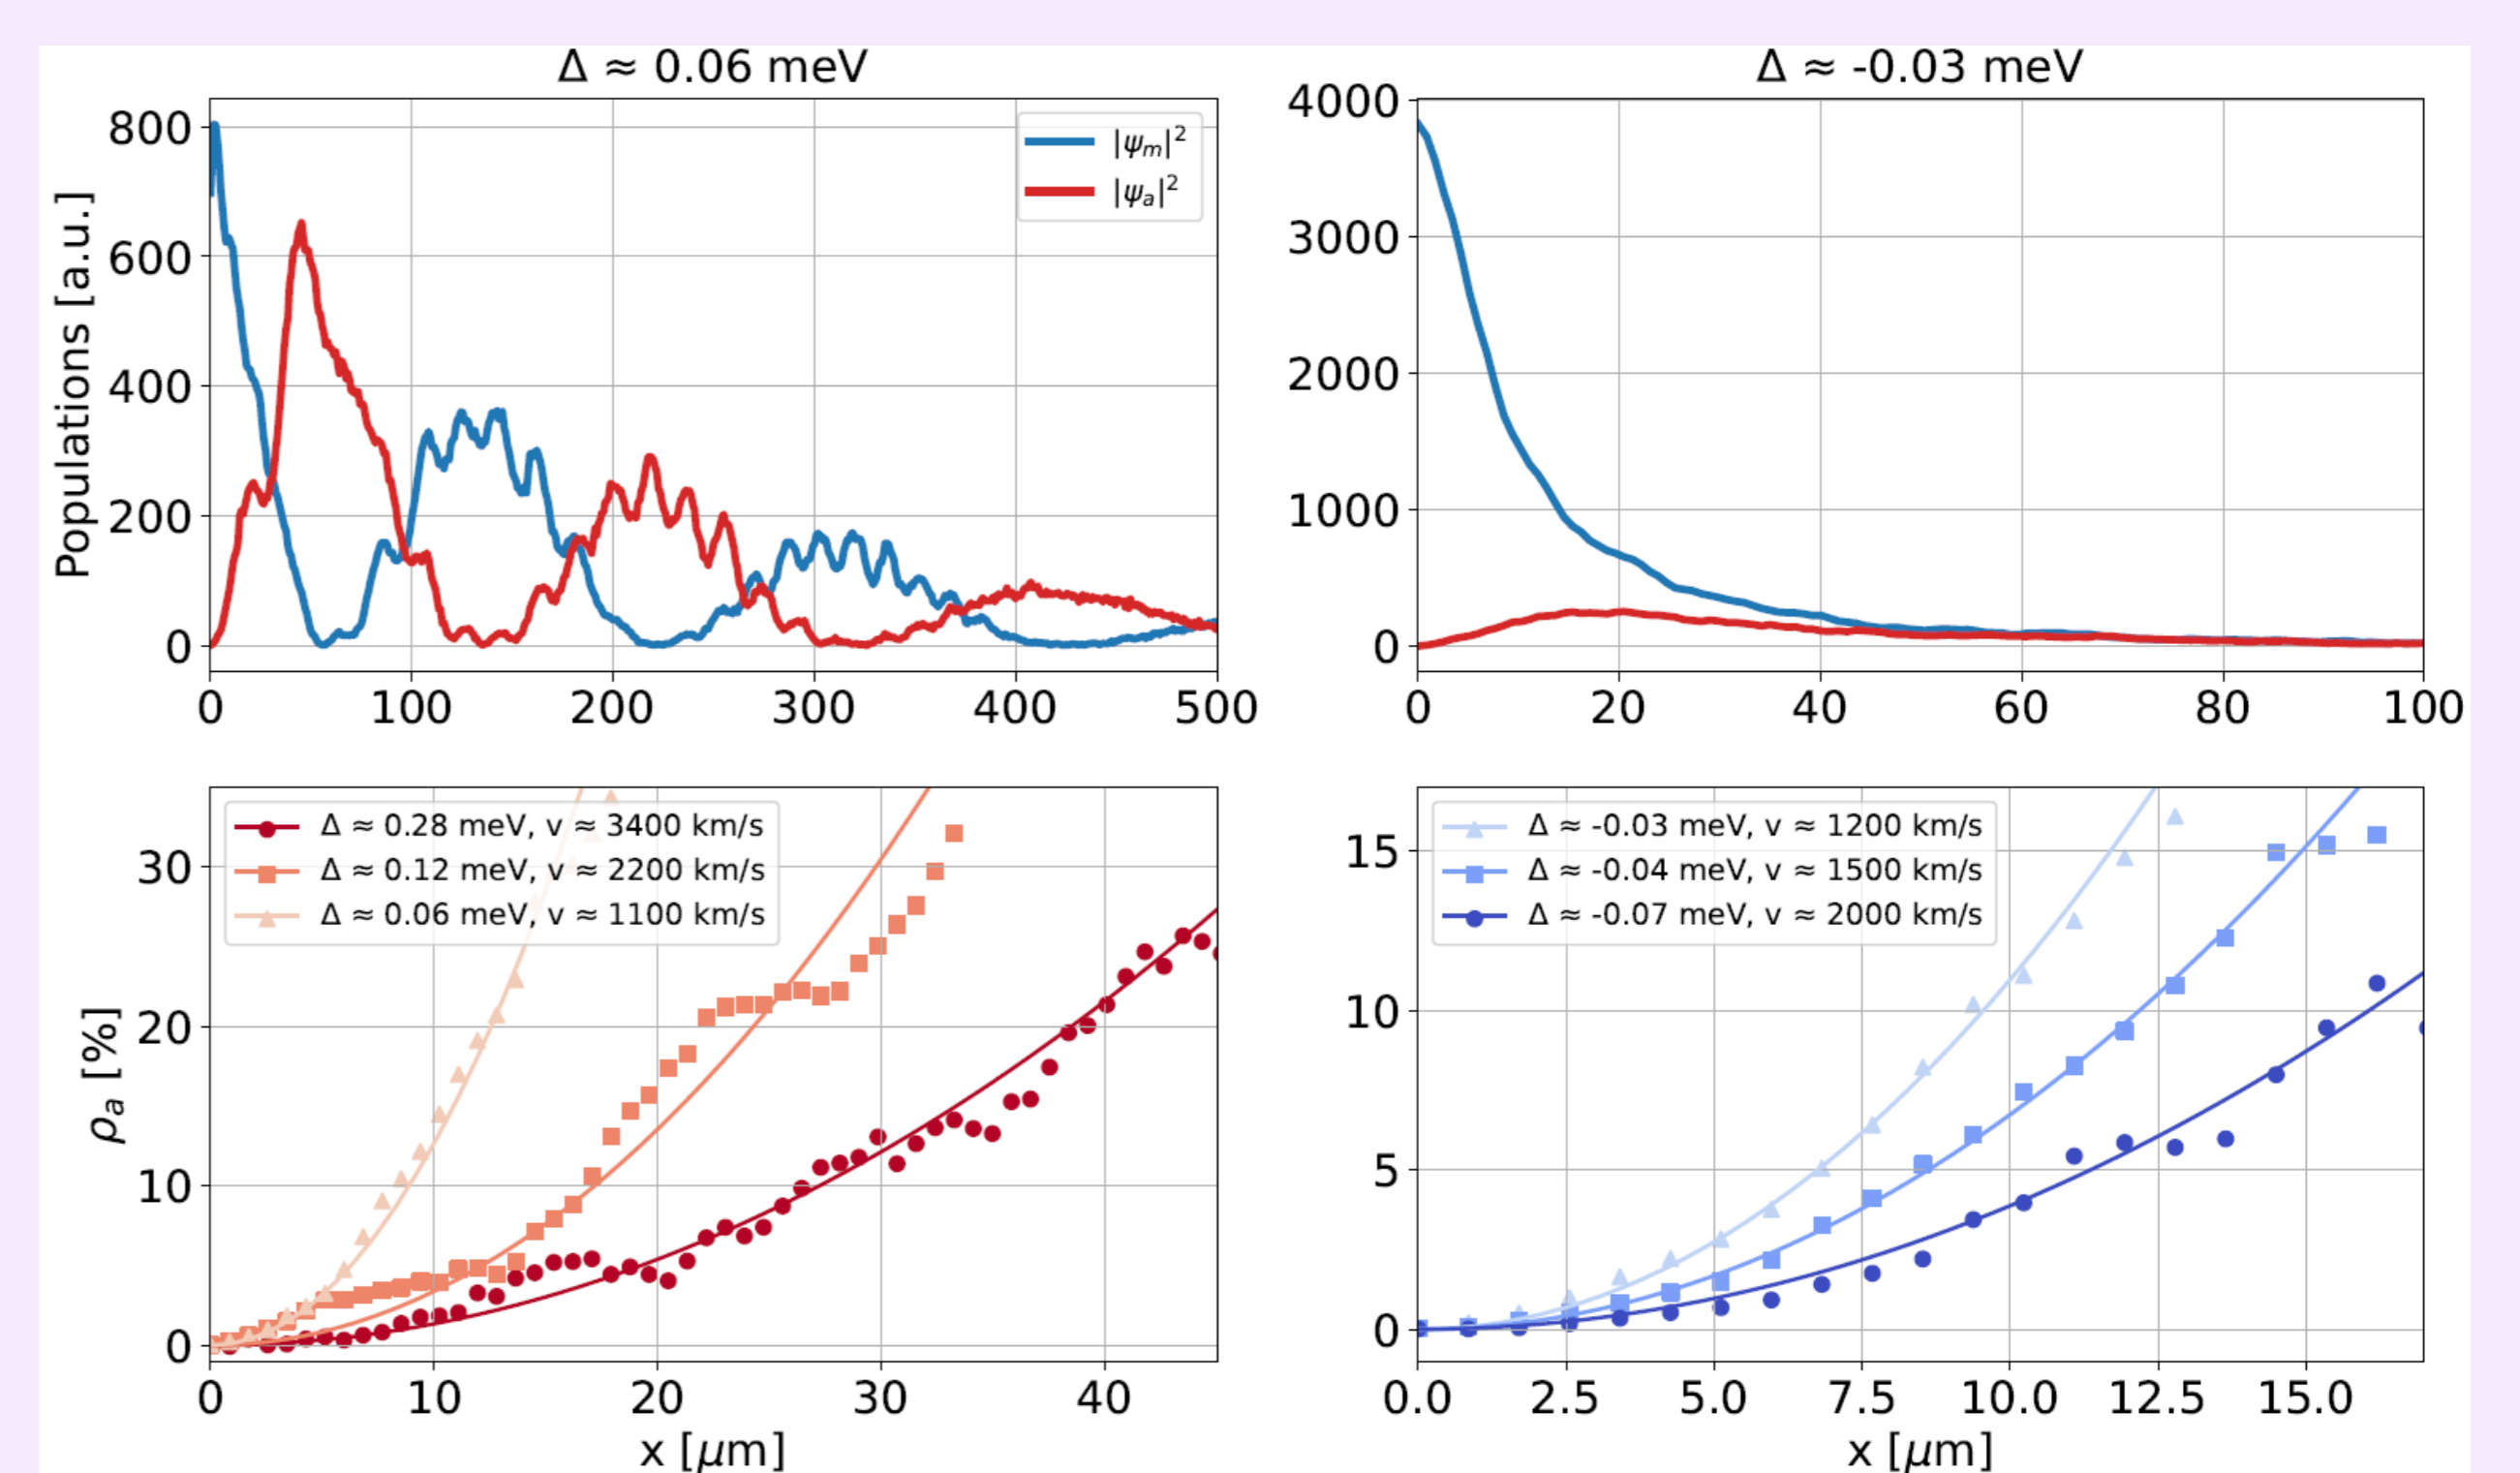 Δ ≈ 0.06 meV
Populations [a.u.]
800
600
400
200
0
|ψm|²
|ψa|²
0 100 200 300 400 500
Δ ≈ -0.03 meV
4000
3000
2000
1000
0
0 20 40 60 80 100
ρa [%]
30
20
10
0
Δ ≈ 0.28 meV, v ≈ 3400 km/s
Δ ≈ 0.12 meV, v ≈ 2200 km/s
Δ ≈ 0.06 meV, v ≈ 1100 km/s
0 10 20 30 40
x [μm]
15
10
5
0
Δ ≈ -0.03 meV, v ≈ 1200 km/s
Δ ≈ -0.04 meV, v ≈ 1500 km/s
Δ ≈ -0.07 meV, v ≈ 2000 km/s
0.0 2.5 5.0 7.5 10.0 12.5 15.0
x [μm]